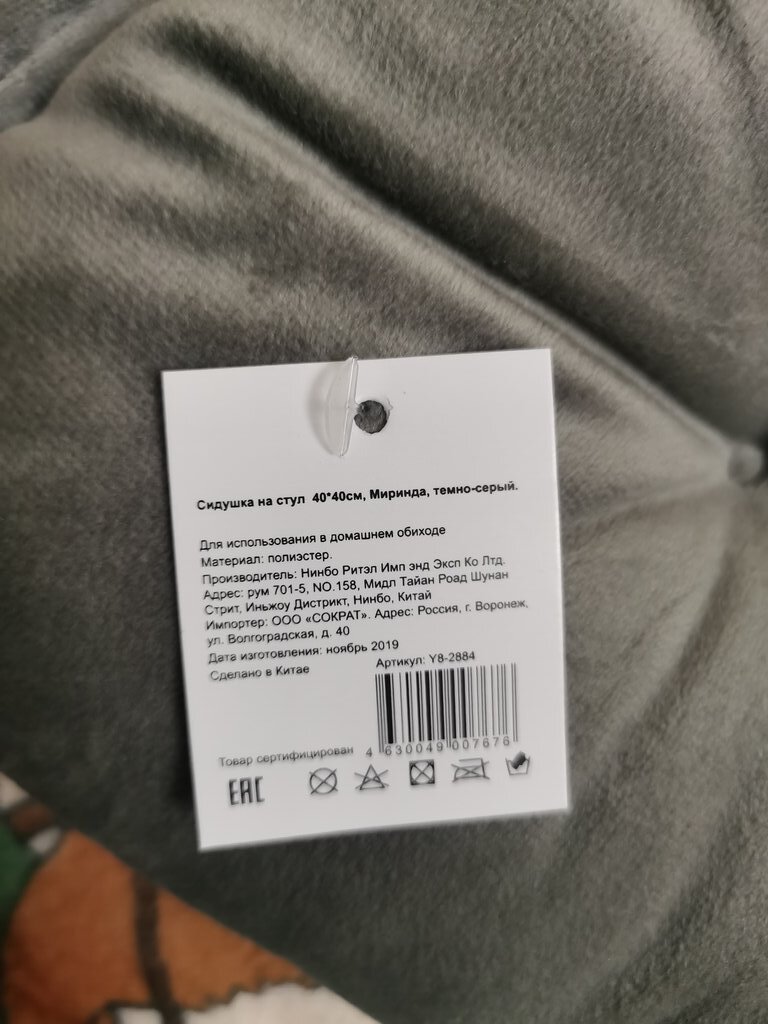 Сидушка на стул 40*40см, Миринда, темно-серый.
Для использования в домашнем обиходе
Материал: полиэстер.
Производитель: Нинбо Ритэл Имп энд Эксп Ко Лтд.
Адрес: рум 701-5, NO.158, Мидл Тайан Роад Шунан
Стрит, Иньжоу Дистрикт, Нинбо, Китай
Импортер: ООО «СОКРАТ». Адрес: Россия, г. Воронеж,
ул. Волгоградская, д. 40
Дата изготовления: ноябрь 2019
Сделано в Китае
Артикул: Y8-2884
4 630049 007676
Товар сертифицирован
EAC